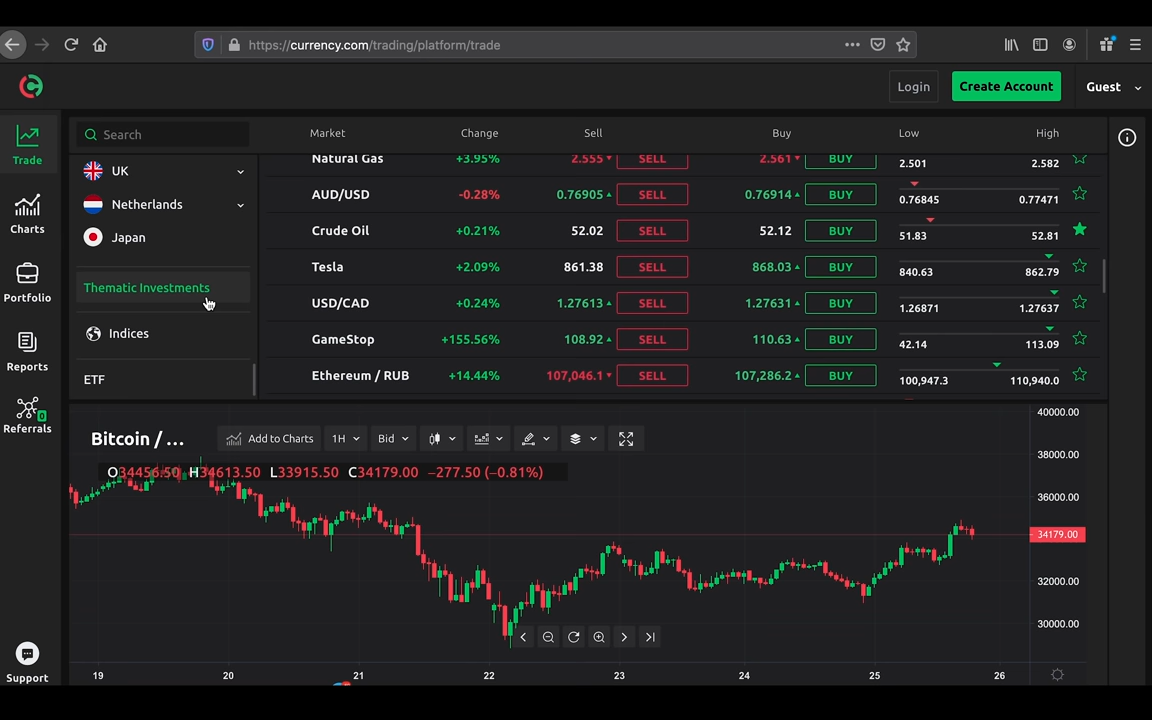 https://currency.com/trading/platform/trade
Login
Create Account
Guest
Trade
Charts
Portfolio
Reports
0
Referrals
Support
Search
UK
Netherlands
Japan
Thematic Investments
Indices
ETF
Market Change Sell Buy Low High
Natural Gas +3.95% 2.555 SELL 2.561 BUY 2.501 2.582
AUD/USD -0.28% 0.76905 SELL 0.76914 BUY 0.76845 0.77471
Crude Oil +0.21% 52.02 SELL 52.12 BUY 51.83 52.81
Tesla +2.09% 861.38 SELL 868.03 BUY 840.63 862.79
USD/CAD +0.24% 1.27613 SELL 1.27631 BUY 1.26871 1.27637
GameStop +155.56% 108.92 SELL 110.63 BUY 42.14 113.09
Ethereum / RUB +14.44% 107,046.1 SELL 107,286.2 BUY 100,947.3 110,940.0
Bitcoin / ... Add to Charts 1H Bid
O34456.50 H34613.50 L33915.50 C34179.00 −277.50 (−0.81%)
40000.00
38000.00
36000.00
34179.00
32000.00
30000.00
19 20 21 22 23 24 25 26